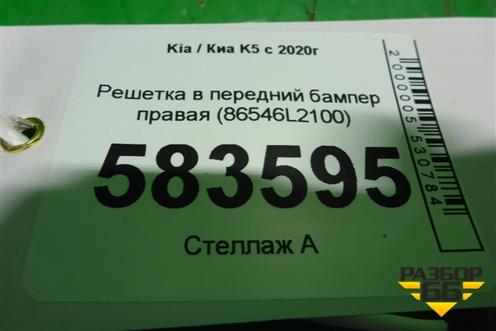 Kia / Киа K5 с 2020г
Решетка в передний бампер
правая (86546L2100)
583595
Стеллаж А
2000005530784
РАЗБОР
66